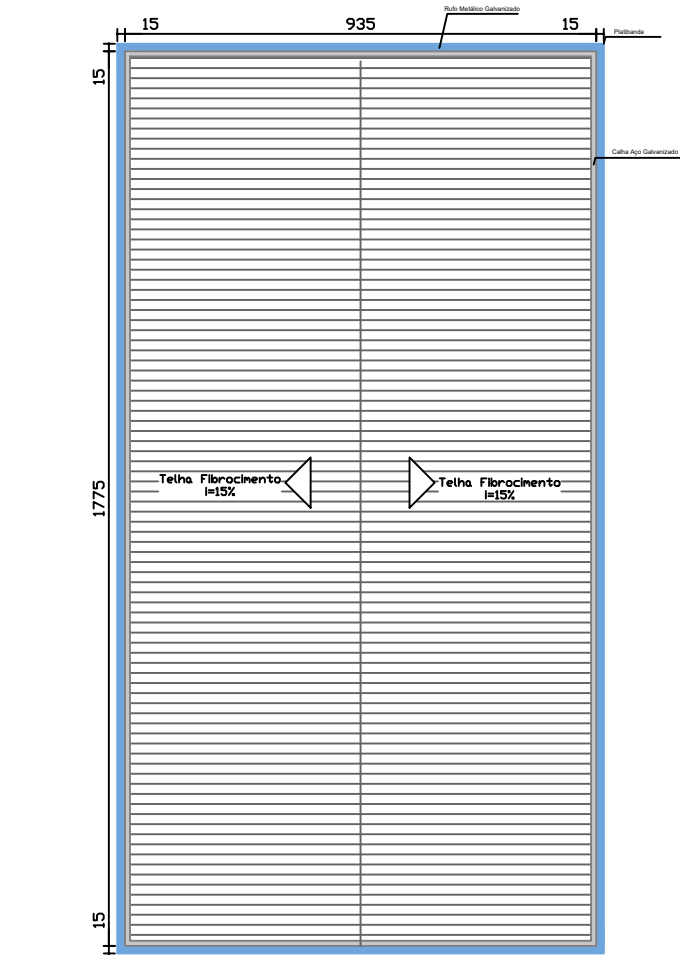 Rufo Metálico Galvanizado
15
935
15
Platibanda
15
Calha Aço Galvanizado
Telha Fibrocimento
i=15%
Telha Fibrocimento
i=15%
1775
15